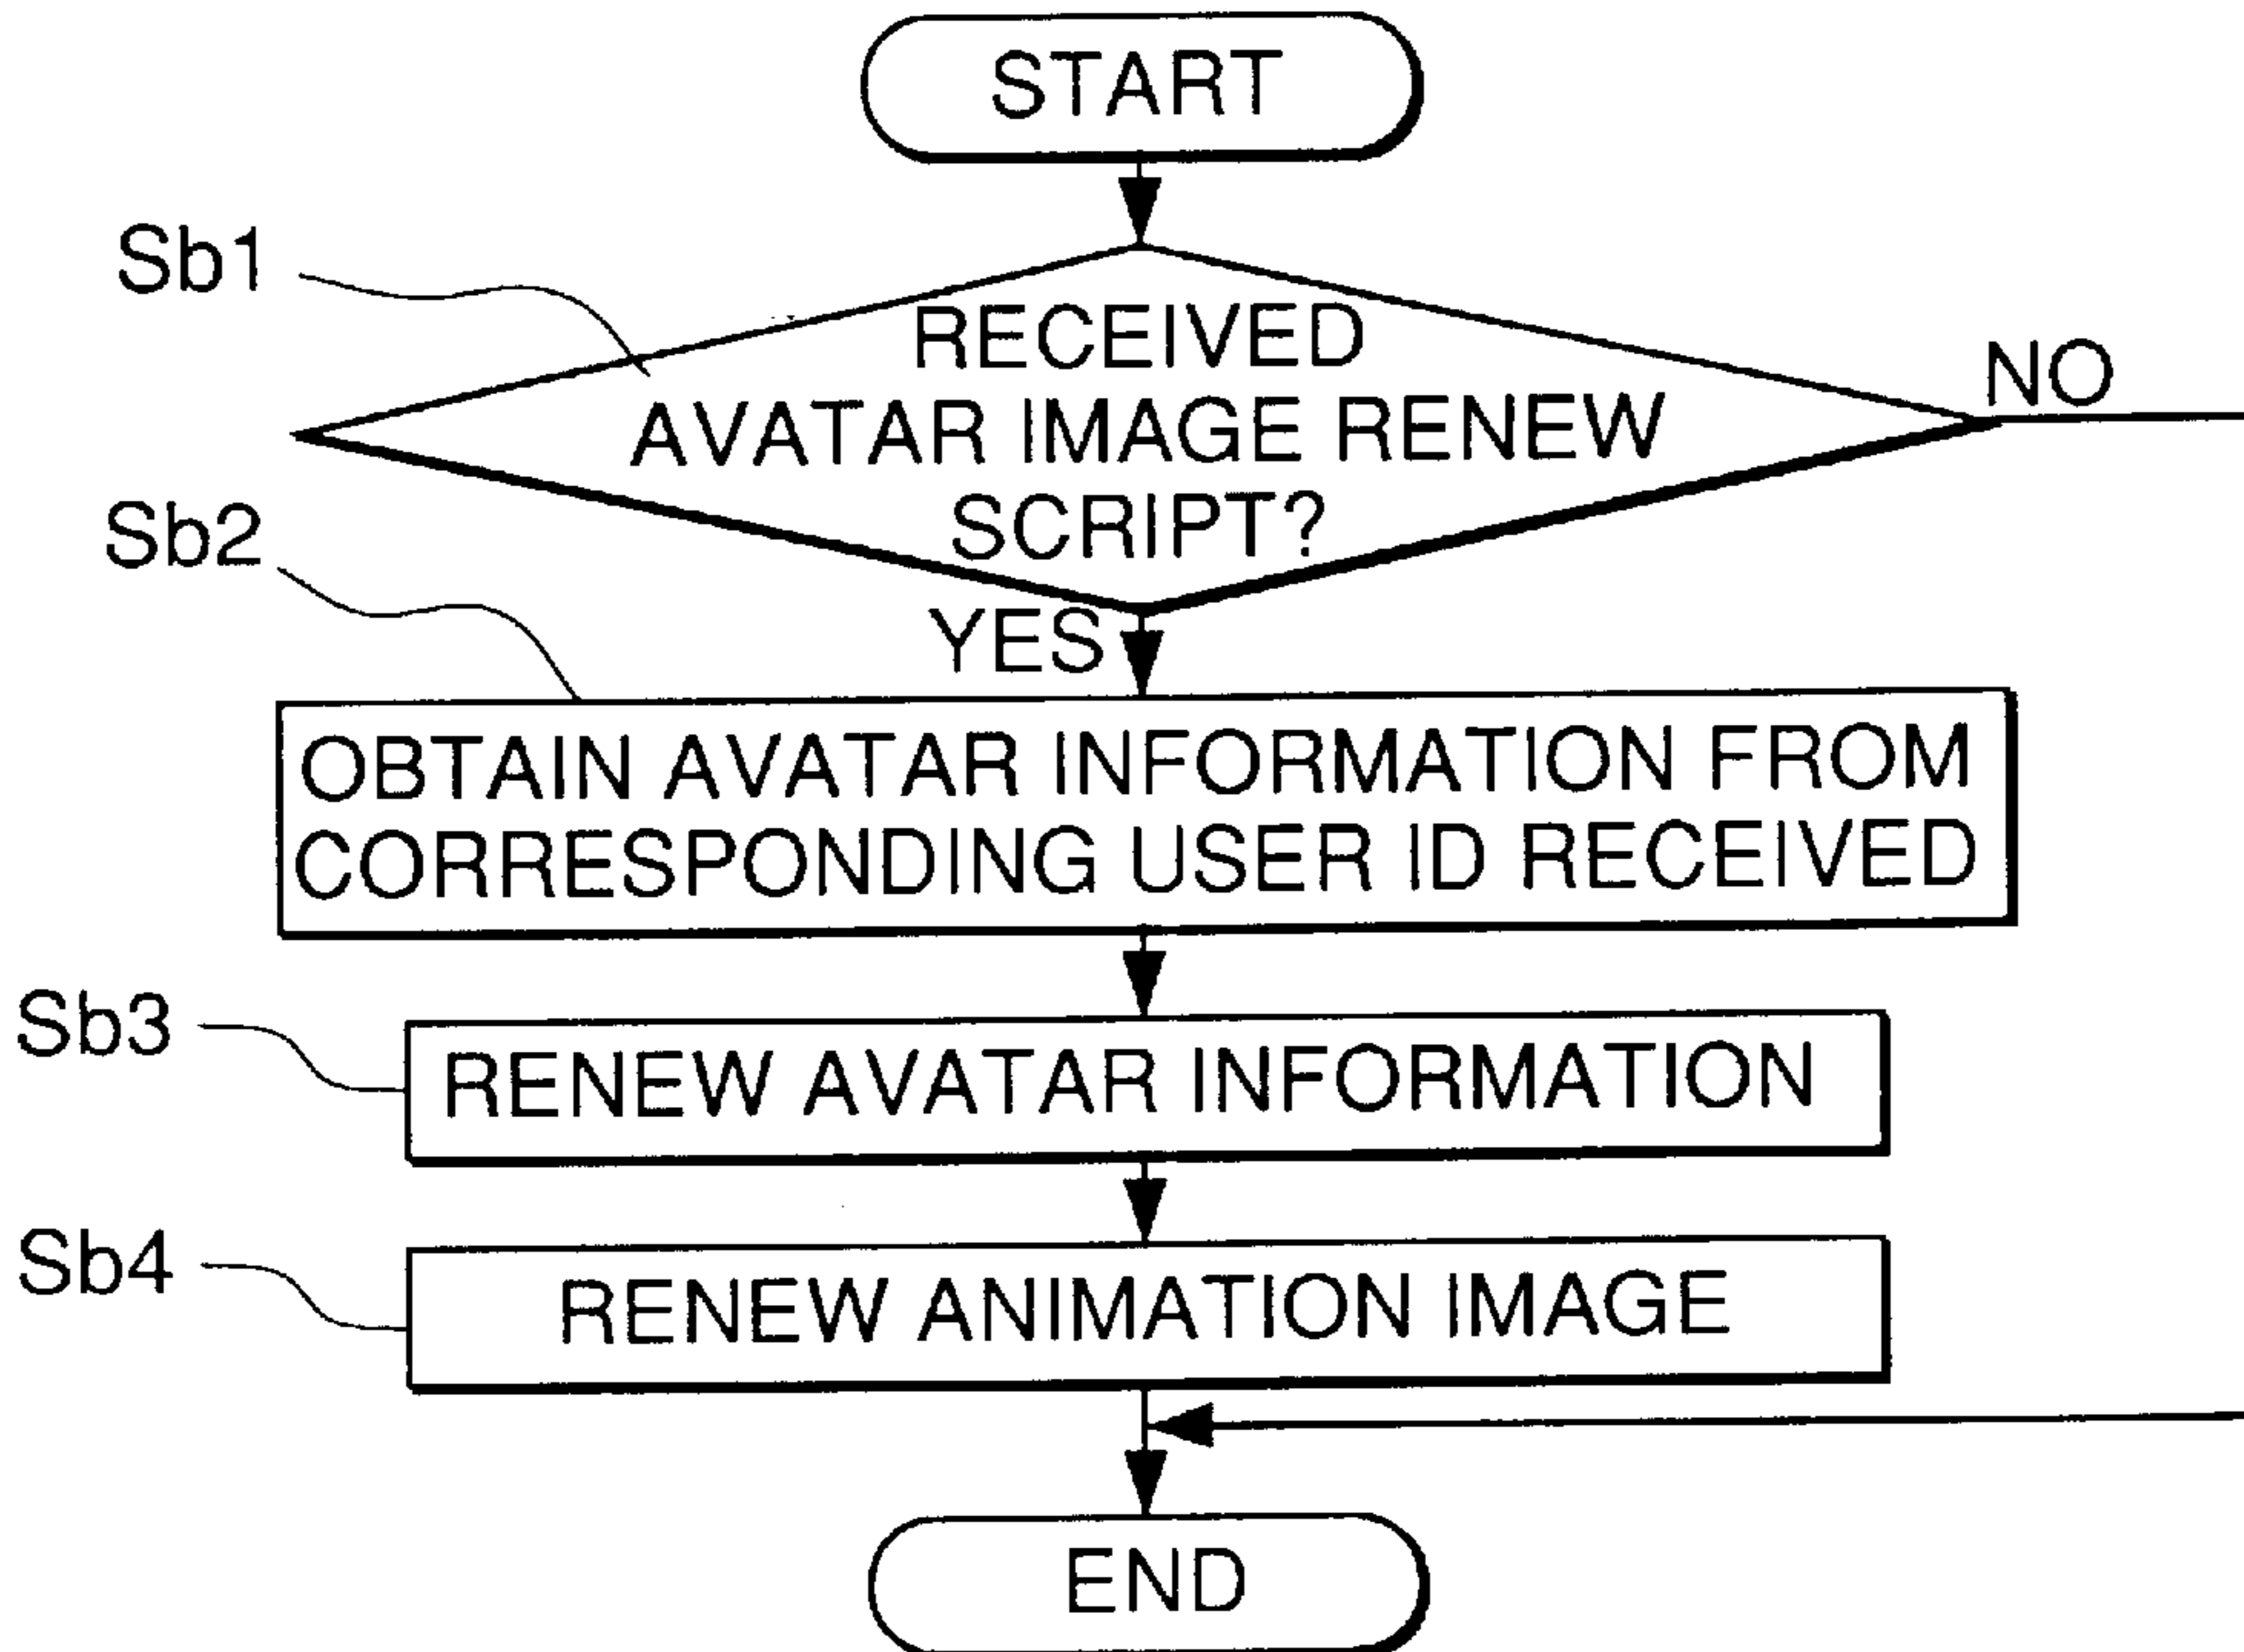 START
Sb1
RECEIVED
AVATAR IMAGE RENEW
SCRIPT?
NO
YES
Sb2
OBTAIN AVATAR INFORMATION FROM
CORRESPONDING USER ID RECEIVED
Sb3
RENEW AVATAR INFORMATION
Sb4
RENEW ANIMATION IMAGE
END